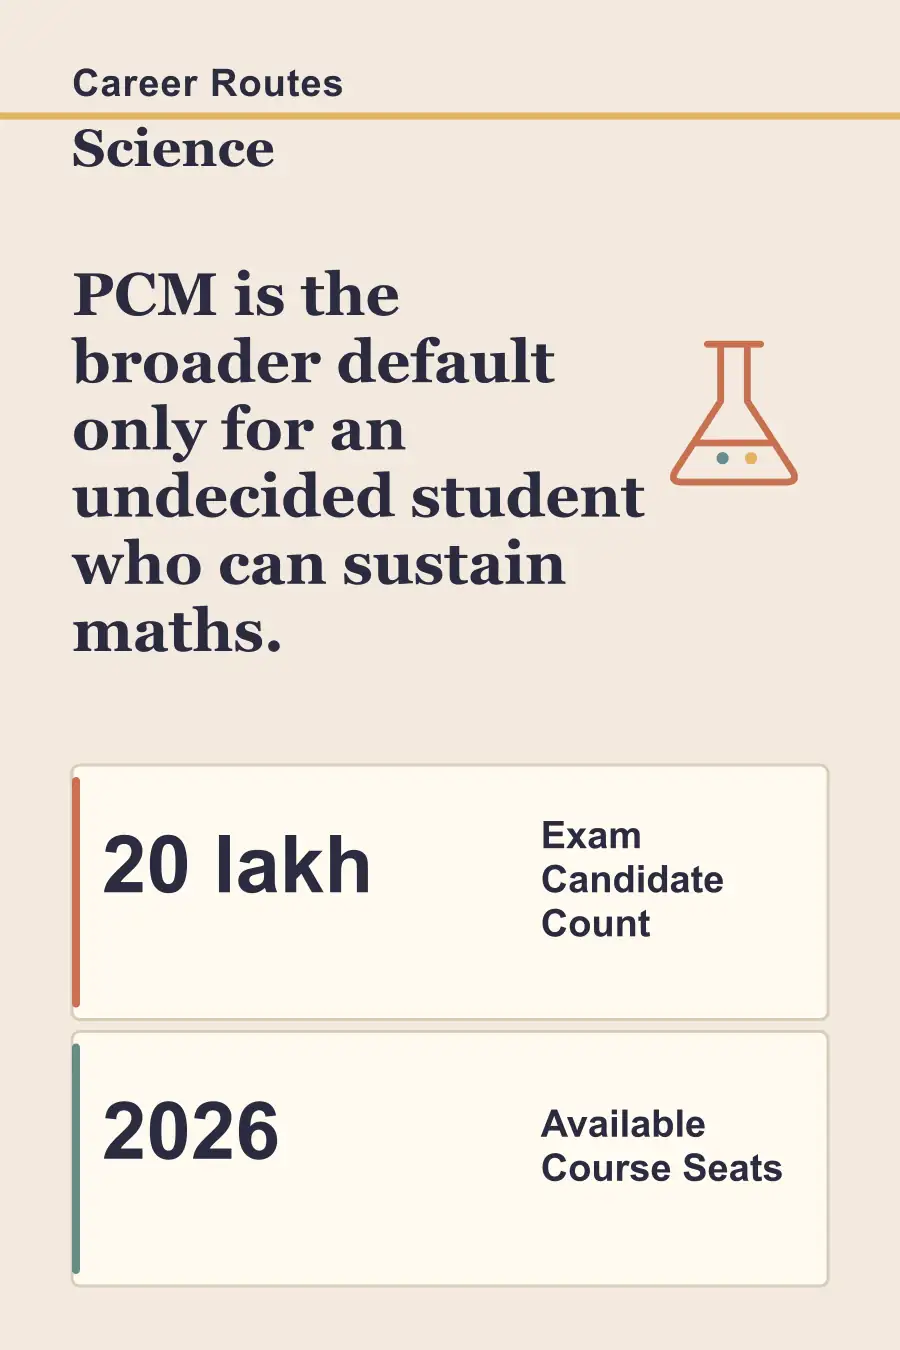 Career Routes
Science
PCM is the
broader default
only for an
undecided student
who can sustain
maths.
20 lakh
Exam
Candidate
Count
2026
Available
Course Seats